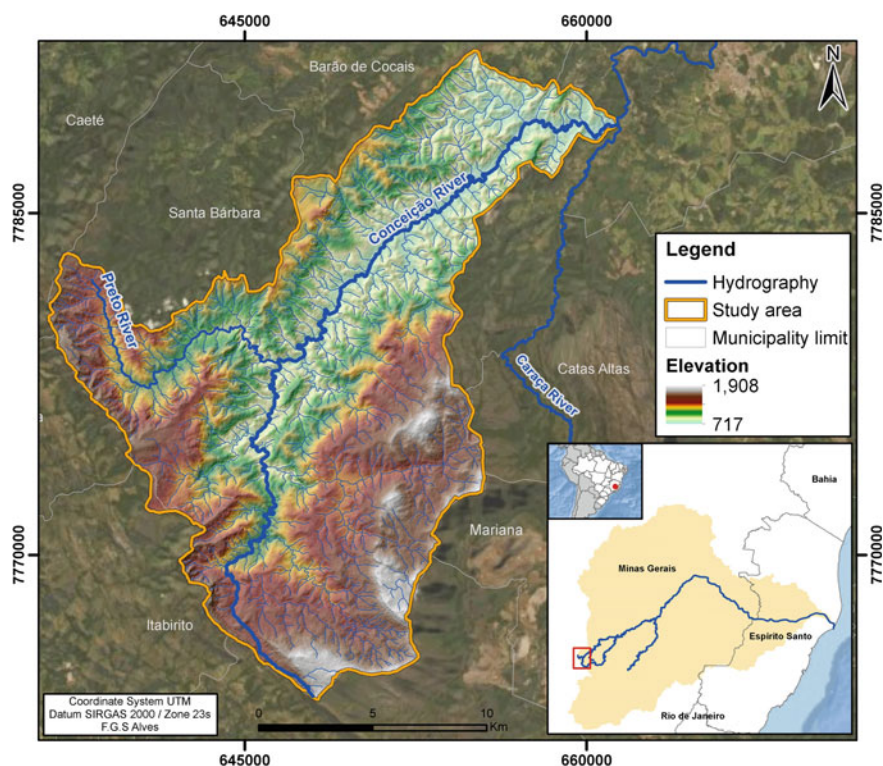 645000
660000
N
Barão de Cocais
Caeté
Santa Bárbara
Conceição River
7785000
7785000
Preto River
Legend
Hydrography
Study area
Municipality limit
Elevation
1,908
717
Caraça River
Catas Altas
Bahia
Mariana
Minas Gerais
7770000
7770000
Espírito Santo
Itabirito
Rio de Janeiro
Coordinate System UTM
Datum SIRGAS 2000 / Zone 23s
F.G.S Alves
0
5
10
Km
645000
660000